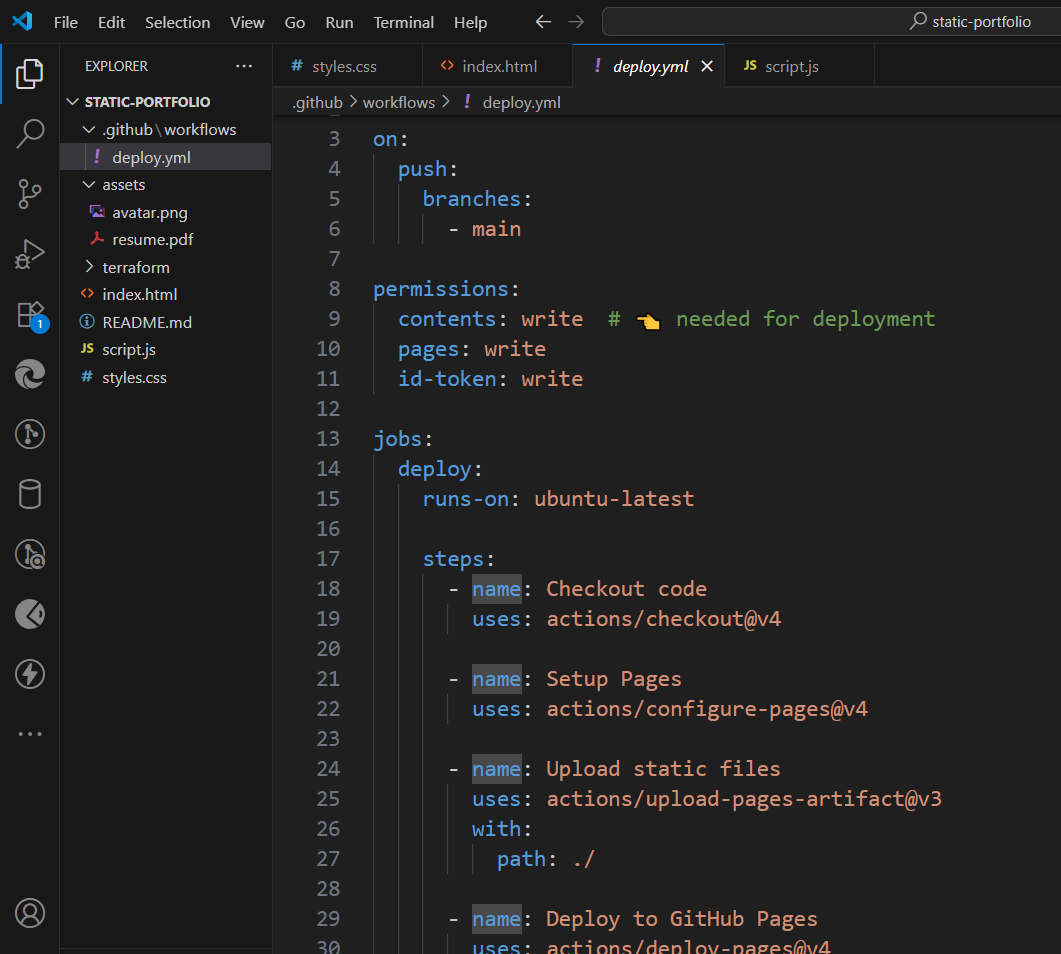 File Edit Selection View Go Run Terminal Help static-portfolio
EXPLORER
STATIC-PORTFOLIO
.github\workflows
! deploy.yml
assets
avatar.png
resume.pdf
terraform
<> index.html
README.md
JS script.js
# styles.css
1
# styles.css <> index.html ! deploy.yml JS script.js
.github > workflows > ! deploy.yml
3 on:
4 push:
5 branches:
6 - main
7
8 permissions:
9 contents: write # 👈 needed for deployment
10 pages: write
11 id-token: write
12
13 jobs:
14 deploy:
15 runs-on: ubuntu-latest
16
17 steps:
18 - name: Checkout code
19 uses: actions/checkout@v4
20
21 - name: Setup Pages
22 uses: actions/configure-pages@v4
23
24 - name: Upload static files
25 uses: actions/upload-pages-artifact@v3
26 with:
27 path: ./
28
29 - name: Deploy to GitHub Pages
30 uses: actions/deploy-pages@v4